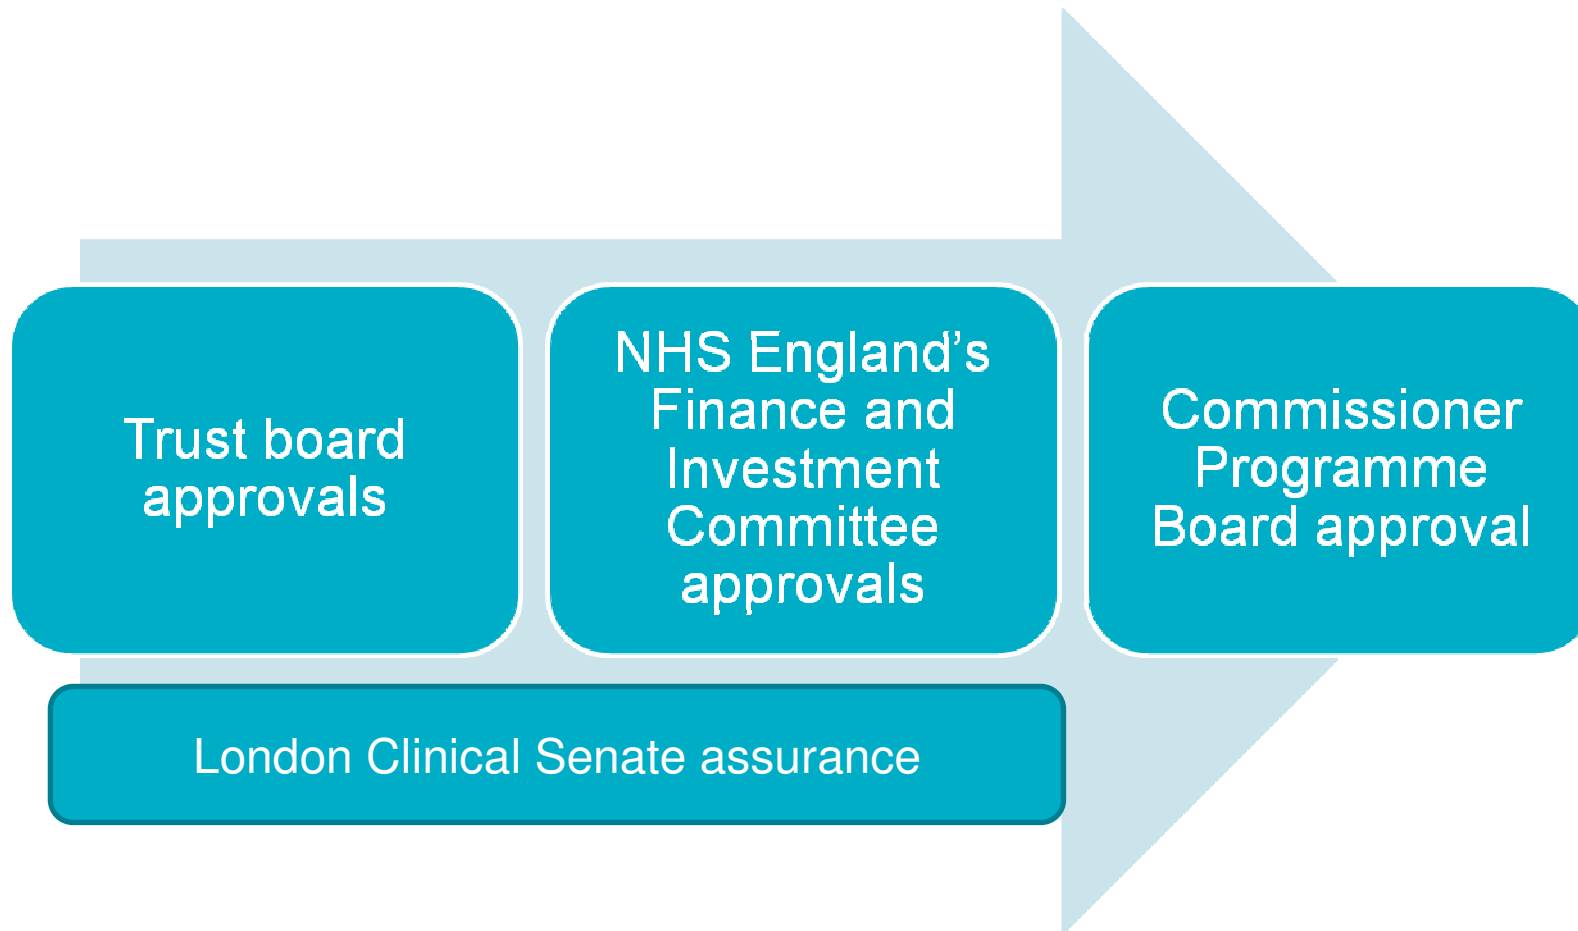 Trust board
approvals
NHS England’s
Finance and
Investment
Committee
approvals
Commissioner
Programme
Board approval
London Clinical Senate assurance